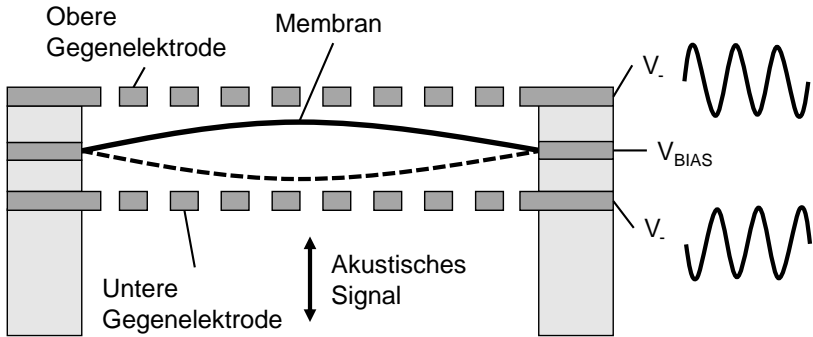 Obere
Gegenelektrode
Membran
V-
VBIAS
V-
Untere
Gegenelektrode
Akustisches
Signal